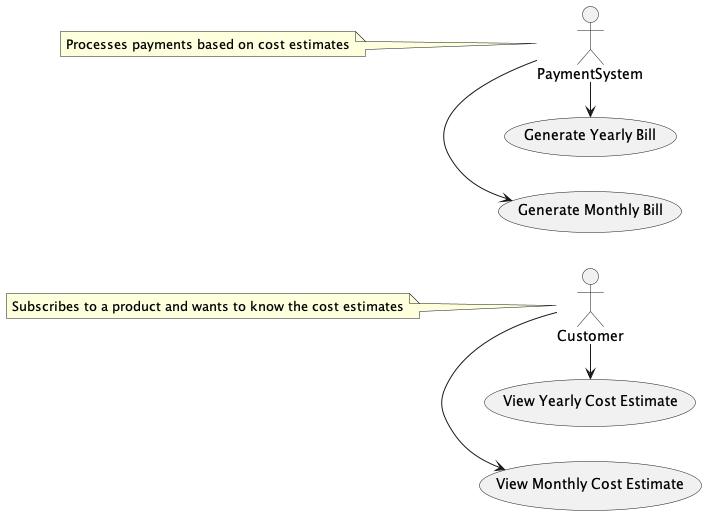 Processes payments based on cost estimates
PaymentSystem
Generate Yearly Bill
Generate Monthly Bill
Subscribes to a product and wants to know the cost estimates
Customer
View Yearly Cost Estimate
View Monthly Cost Estimate